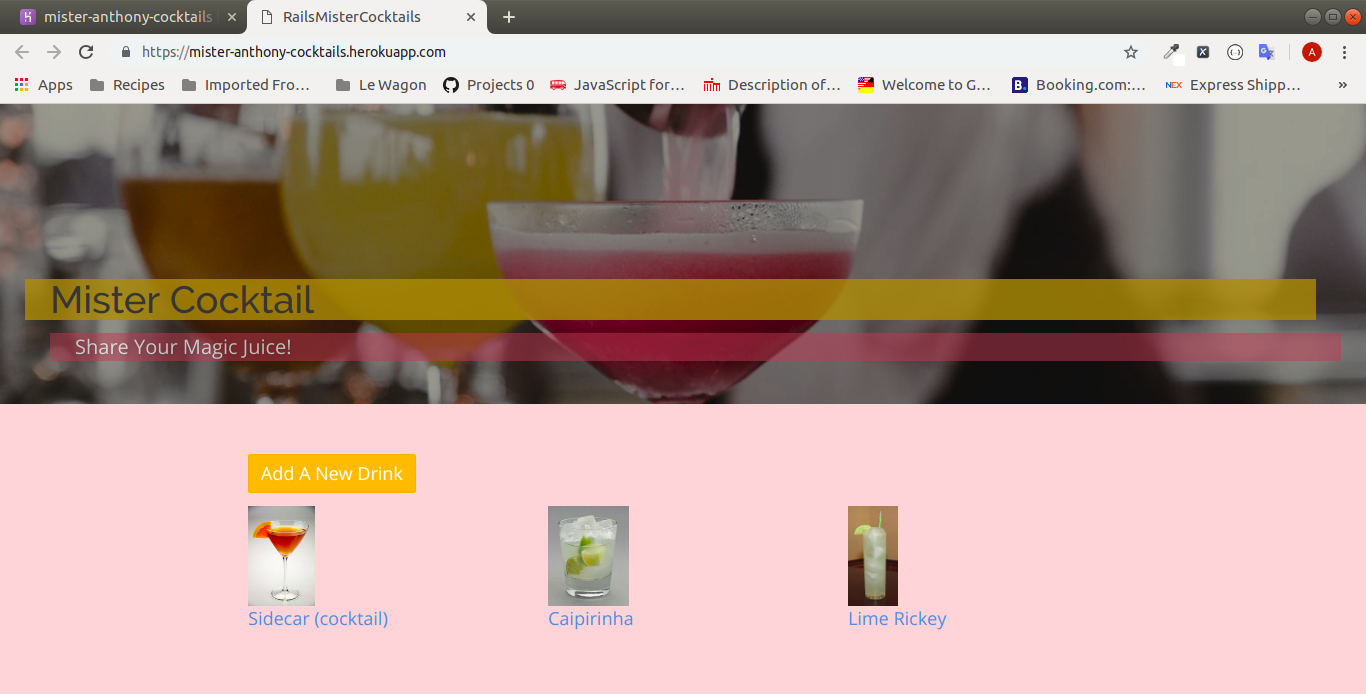 mister-anthony-cocktails
RailsMisterCocktails
https://mister-anthony-cocktails.herokuapp.com
A
Apps
Recipes
Imported Fro…
Le Wagon
Projects 0
JavaScript for…
Description of…
Welcome to G…
B. Booking.com:…
NEX Express Shipp…
»
Mister Cocktail
Share Your Magic Juice!
Add A New Drink
Sidecar (cocktail)
Caipirinha
Lime Rickey